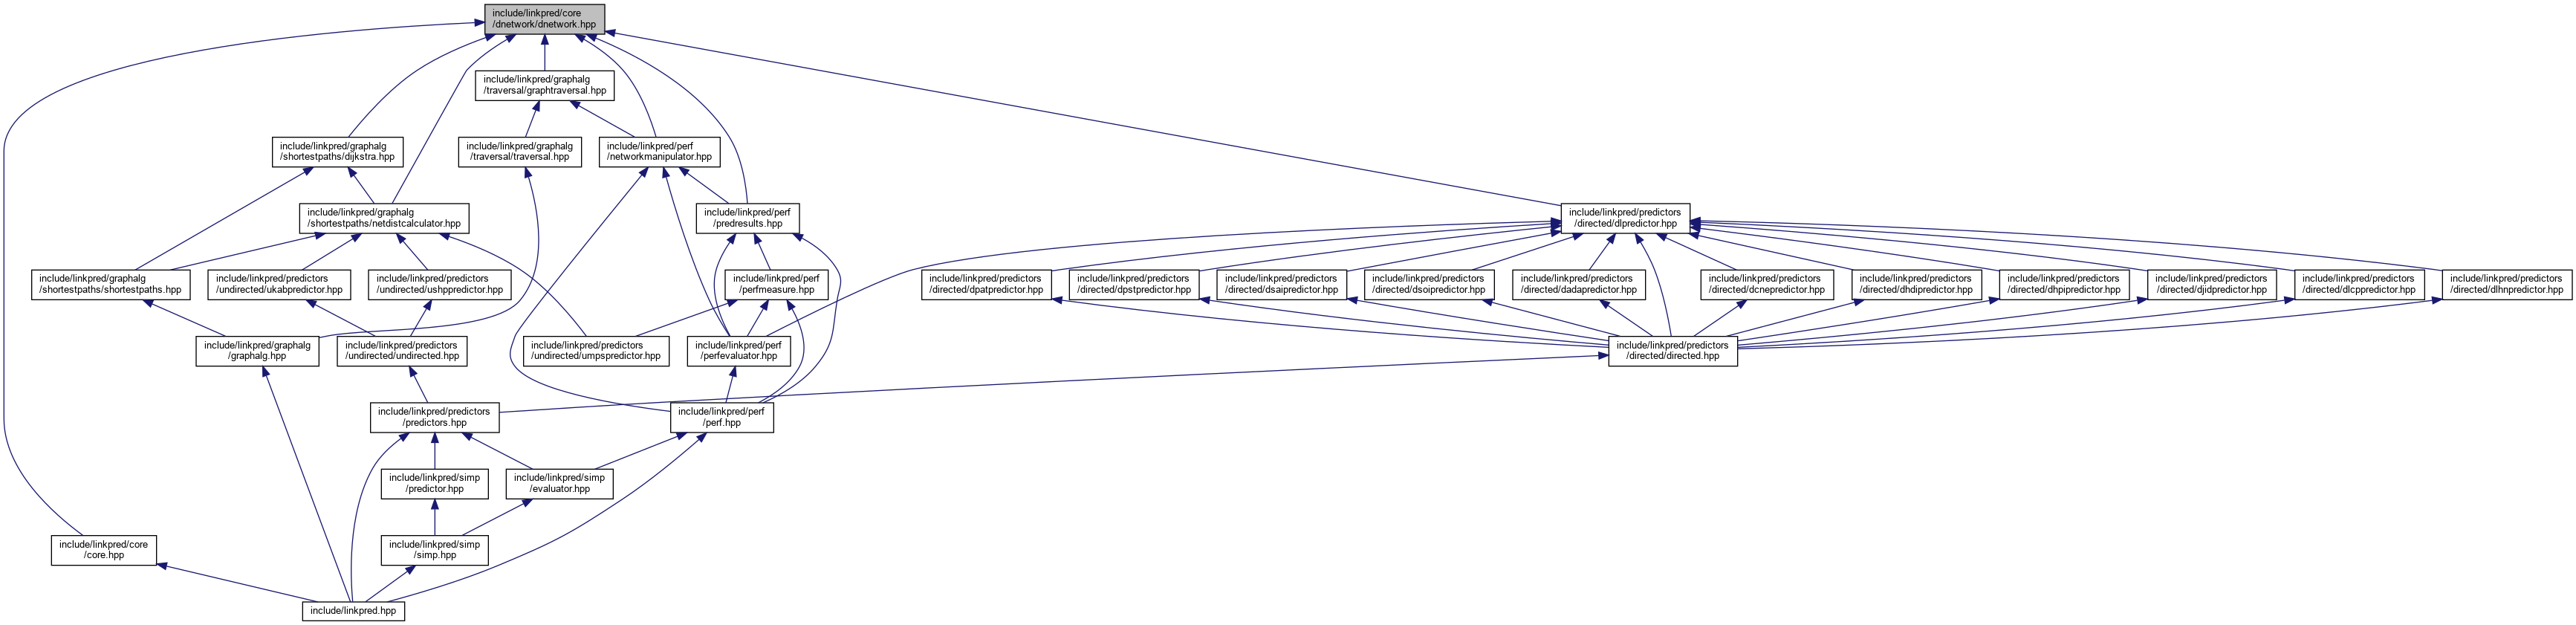 include/linkpred/core
/dnetwork/dnetwork.hpp
include/linkpred/graphalg
/traversal/graphtraversal.hpp
include/linkpred/graphalg
/shortestpaths/dijkstra.hpp
include/linkpred/graphalg
/traversal/traversal.hpp
include/linkpred/perf
/networkmanipulator.hpp
include/linkpred/graphalg
/shortestpaths/netdistcalculator.hpp
include/linkpred/perf
/predresults.hpp
include/linkpred/predictors
/directed/dlpredictor.hpp
include/linkpred/graphalg
/shortestpaths/shortestpaths.hpp
include/linkpred/predictors
/undirected/ukabpredictor.hpp
include/linkpred/predictors
/undirected/ushppredictor.hpp
include/linkpred/perf
/perfmeasure.hpp
include/linkpred/predictors
/directed/dpatpredictor.hpp
include/linkpred/predictors
/directed/dpstpredictor.hpp
include/linkpred/predictors
/directed/dsaipredictor.hpp
include/linkpred/predictors
/directed/dsoipredictor.hpp
include/linkpred/predictors
/directed/dadapredictor.hpp
include/linkpred/predictors
/directed/dcnepredictor.hpp
include/linkpred/predictors
/directed/dhdipredictor.hpp
include/linkpred/predictors
/directed/dhpipredictor.hpp
include/linkpred/predictors
/directed/djidpredictor.hpp
include/linkpred/predictors
/directed/dlcppredictor.hpp
include/linkpred/predictors
/directed/dlhnpredictor.hpp
include/linkpred/graphalg
/graphalg.hpp
include/linkpred/predictors
/undirected/undirected.hpp
include/linkpred/predictors
/undirected/umpspredictor.hpp
include/linkpred/perf
/perfevaluator.hpp
include/linkpred/predictors
/directed/directed.hpp
include/linkpred/predictors
/predictors.hpp
include/linkpred/perf
/perf.hpp
include/linkpred/simp
/predictor.hpp
include/linkpred/simp
/evaluator.hpp
include/linkpred/core
/core.hpp
include/linkpred/simp
/simp.hpp
include/linkpred.hpp